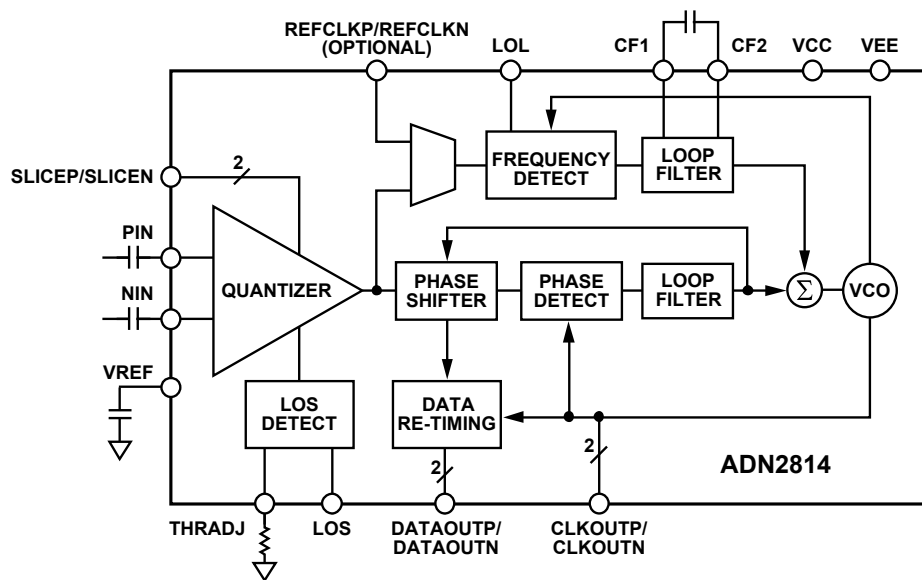 REFCLKP/REFCLKN
(OPTIONAL)
LOL
CF1
CF2
VCC
VEE
SLICEP/SLICEN
2
FREQUENCY
DETECT
LOOP
FILTER
PIN
NIN
QUANTIZER
PHASE
SHIFTER
PHASE
DETECT
LOOP
FILTER
Σ
VCO
VREF
LOS
DETECT
DATA
RE-TIMING
2
2
ADN2814
THRADJ
LOS
DATAOUTP/
DATAOUTN
CLKOUTP/
CLKOUTN